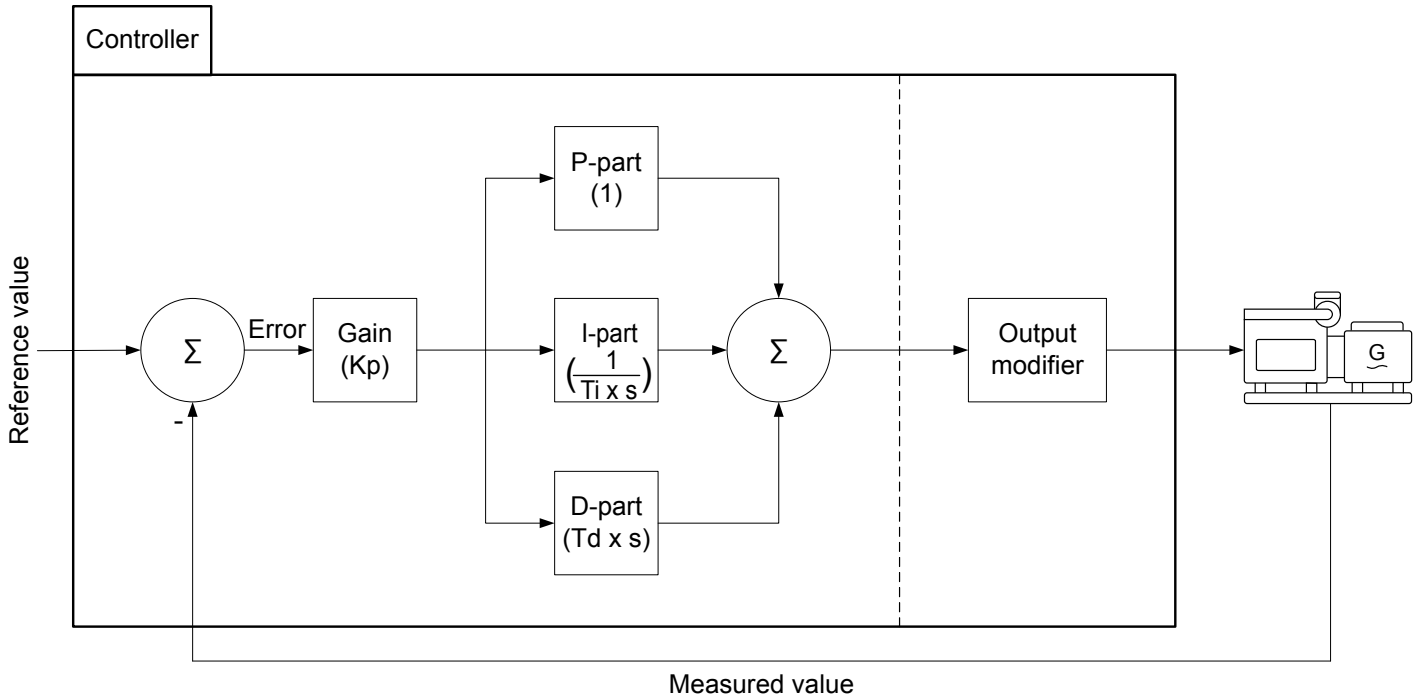 Controller
Reference value
Σ
-
Error
Gain
(Kp)
P-part
(1)
I-part
(1/Ti x s)
D-part
(Td x s)
Σ
Output
modifier
G
Measured value